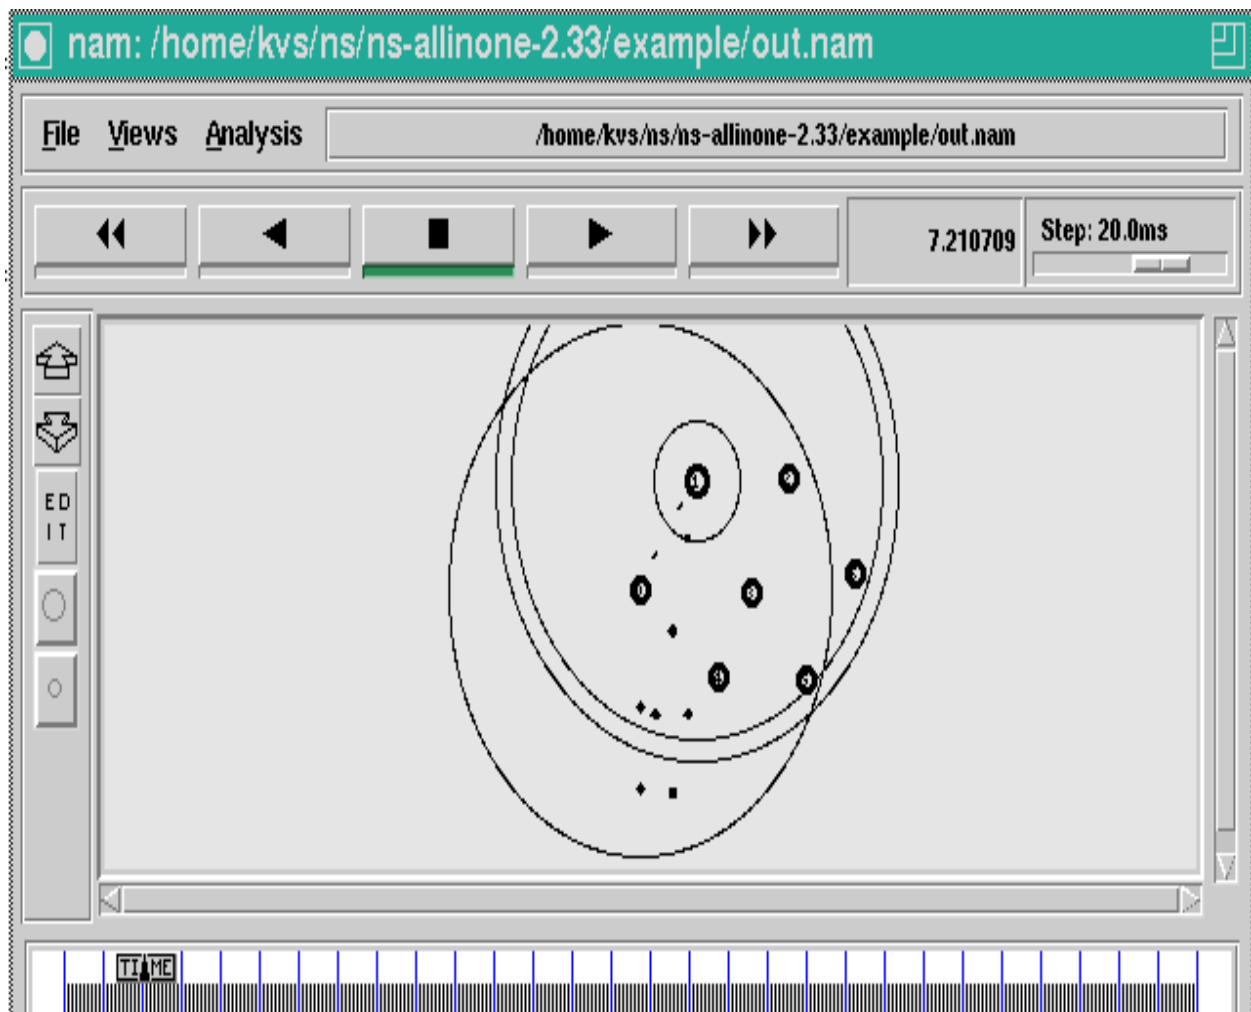 nam: /home/kvs/ns/ns-allinone-2.33/example/out.nam
File Views Analysis /home/kvs/ns/ns-allinone-2.33/example/out.nam
7.210709 Step: 20.0ms
ED
IT
1
TIME